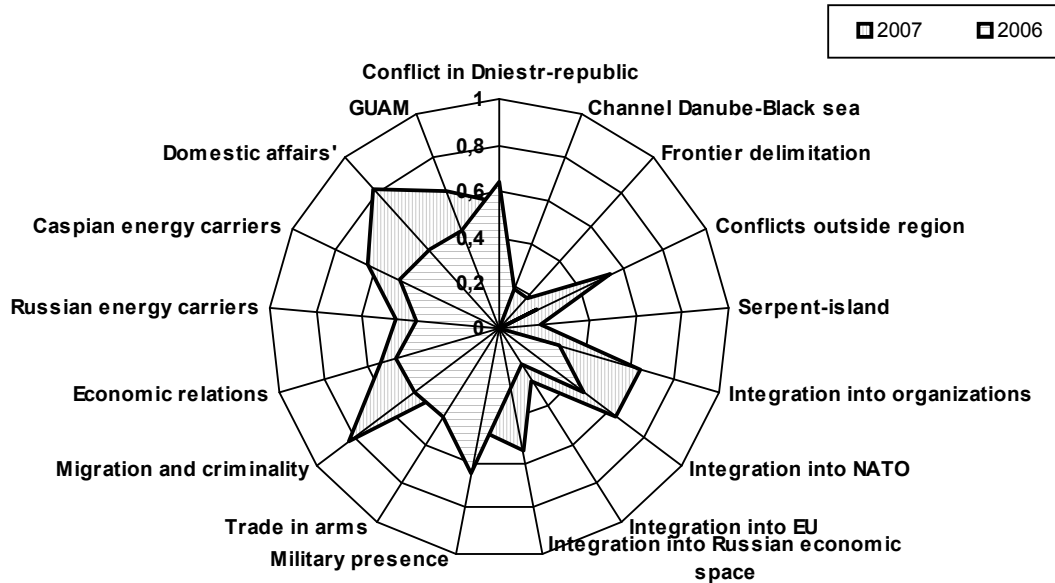 2007 2006
Conflict in Dniestr-republic
1
GUAM
Channel Danube-Black sea
0,8
Domestic affairs'
Frontier delimitation
0,6
Caspian energy carriers
Conflicts outside region
0,4
0,2
Russian energy carriers
Serpent-island
0
Economic relations
Integration into organizations
Migration and criminality
Integration into NATO
Trade in arms
Integration into EU
Military presence
Integration into Russian economic
space